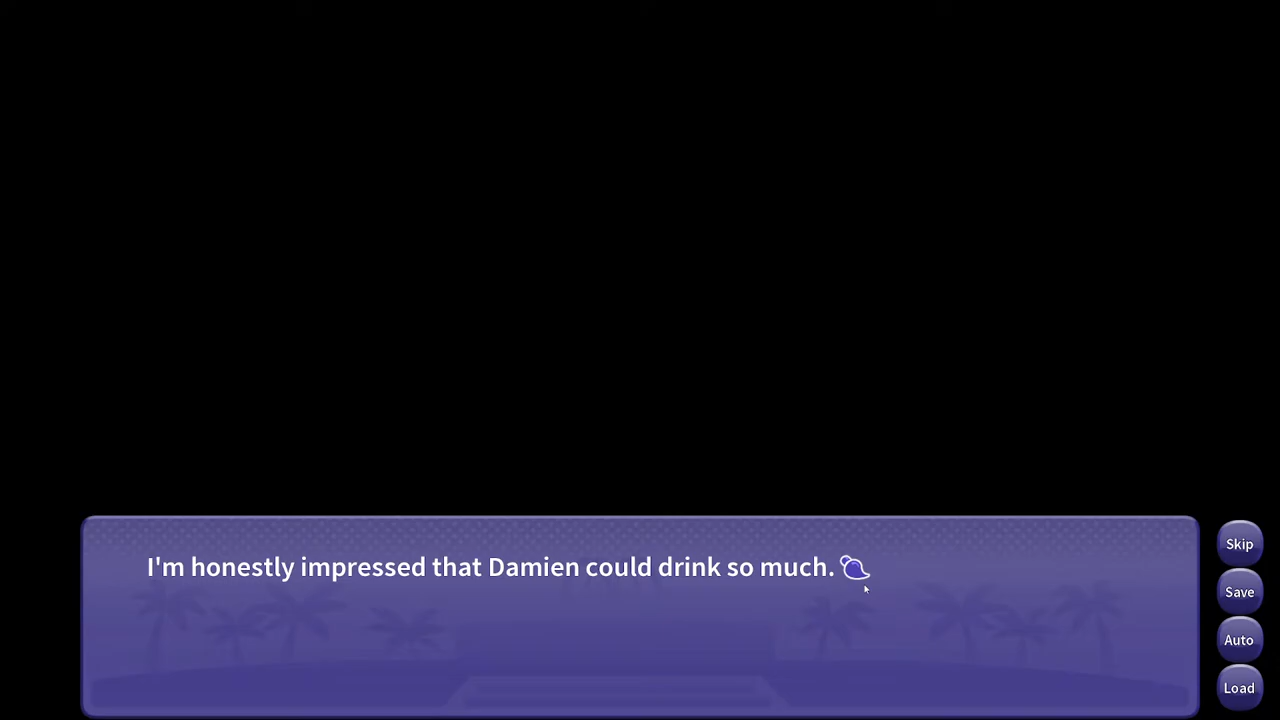 I'm honestly impressed that Damien could drink so much.
Skip
Save
Auto
Load